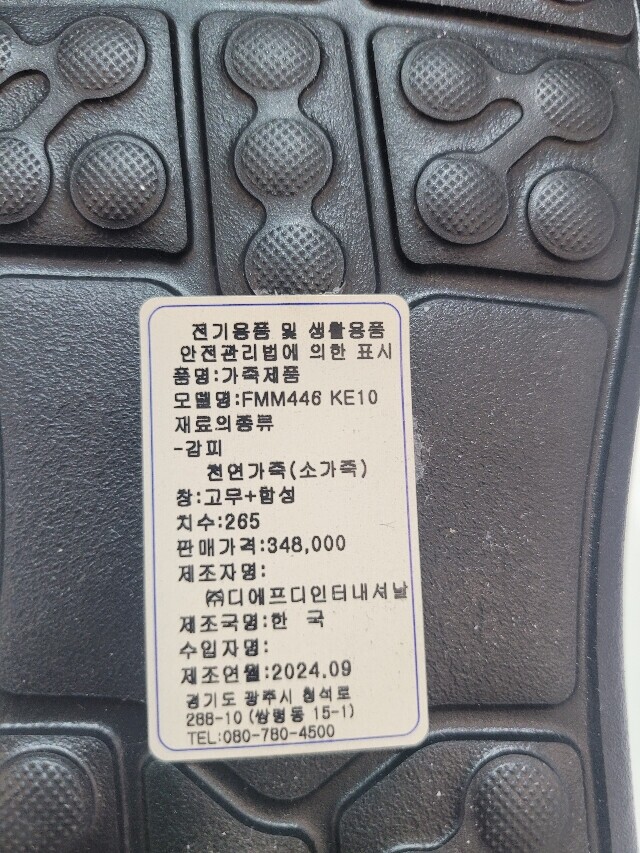 전기용품 및 생활용품
안전관리법에 의한 표시
품명:가죽제품
모델명:FMM446 KE10
재료의종류
-갑피
천연가죽(소가죽)
창:고무+합성
치수:265
판매가격:348,000
제조자명:
㈜디에프디인터내셔날
제조국명:한 국
수입자명:
제조연월:2024.09
경기도 광주시 청석로
288-10 (쌍령동 15-1)
TEL:080-780-4500